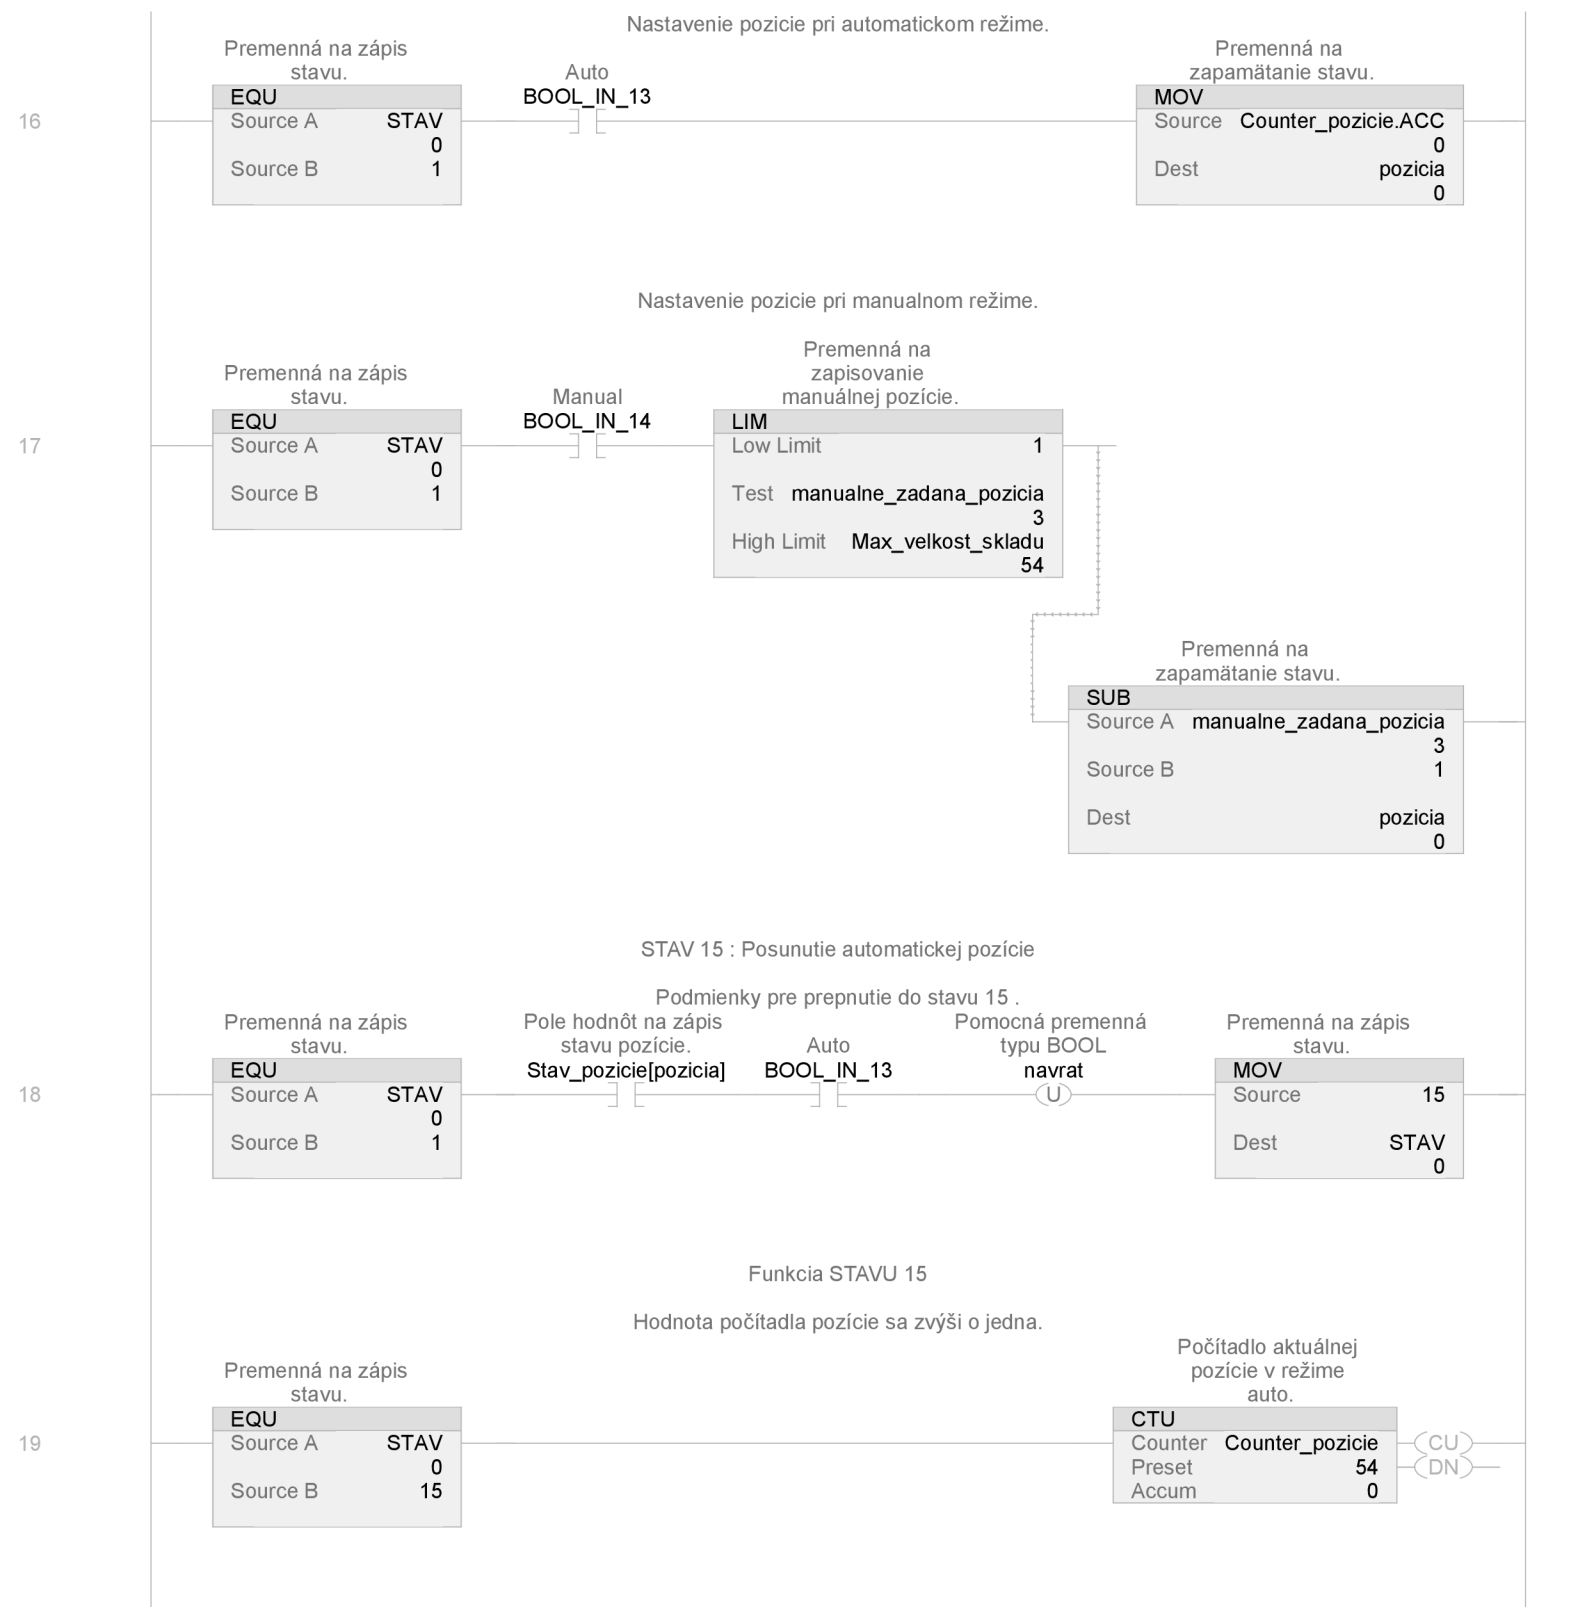 Nastavenie pozicie pri automatickom režime.
Premenná na zápis
stavu.
Auto
BOOL_IN_13
Premenná na
zapamätanie stavu.
16
EQU
Source A STAV
0
Source B 1
MOV
Source Counter_pozicie.ACC
0
Dest pozicia
0
Nastavenie pozicie pri manualnom režime.
Premenná na zápis
stavu.
Manual
BOOL_IN_14
Premenná na
zapisovanie
manuálnej pozície.
17
EQU
Source A STAV
0
Source B 1
LIM
Low Limit 1
Test manualne_zadana_pozicia
3
High Limit Max_velkost_skladu
54
Premenná na
zapamätanie stavu.
SUB
Source A manualne_zadana_pozicia
3
Source B 1
Dest pozicia
0
STAV 15 : Posunutie automatickej pozície
Podmienky pre prepnutie do stavu 15 .
Premenná na zápis
stavu.
Pole hodnôt na zápis
stavu pozície.
Stav_pozicie[pozicia]
Auto
BOOL_IN_13
Pomocná premenná
typu BOOL
navrat
U
Premenná na zápis
stavu.
18
EQU
Source A STAV
0
Source B 1
MOV
Source 15
Dest STAV
0
Funkcia STAVU 15
Hodnota počítadla pozície sa zvýši o jedna.
Premenná na zápis
stavu.
Počítadlo aktuálnej
pozície v režime
auto.
19
EQU
Source A STAV
0
Source B 15
CTU
Counter Counter_pozicie
Preset 54
Accum 0
CU
DN